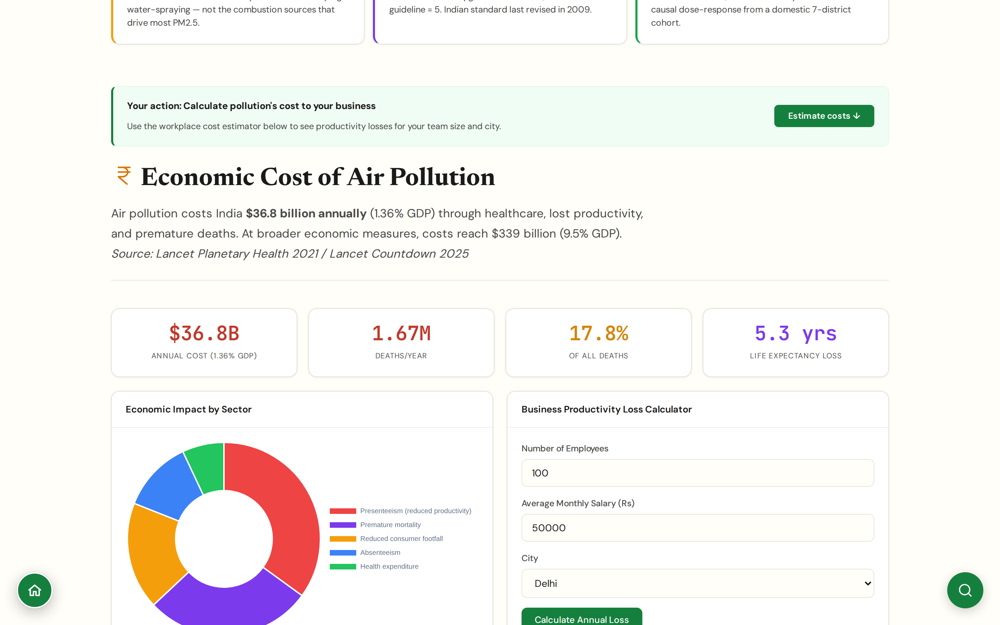 water-spraying — not the combustion sources that
drive most PM2.5.
guideline = 5. Indian standard last revised in 2009.
causal dose-response from a domestic 7-district
cohort.
Your action: Calculate pollution's cost to your business
Use the workplace cost estimator below to see productivity losses for your team size and city.
Estimate costs ↓
₹ Economic Cost of Air Pollution
Air pollution costs India $36.8 billion annually (1.36% GDP) through healthcare, lost productivity,
and premature deaths. At broader economic measures, costs reach $339 billion (9.5% GDP).
Source: Lancet Planetary Health 2021 / Lancet Countdown 2025
$36.8B
ANNUAL COST (1.36% GDP)
1.67M
DEATHS/YEAR
17.8%
OF ALL DEATHS
5.3 yrs
LIFE EXPECTANCY LOSS
Economic Impact by Sector
Presenteeism (reduced productivity)
Premature mortality
Reduced consumer footfall
Absenteeism
Health expenditure
Business Productivity Loss Calculator
Number of Employees
100
Average Monthly Salary (Rs)
50000
City
Delhi
Calculate Annual Loss